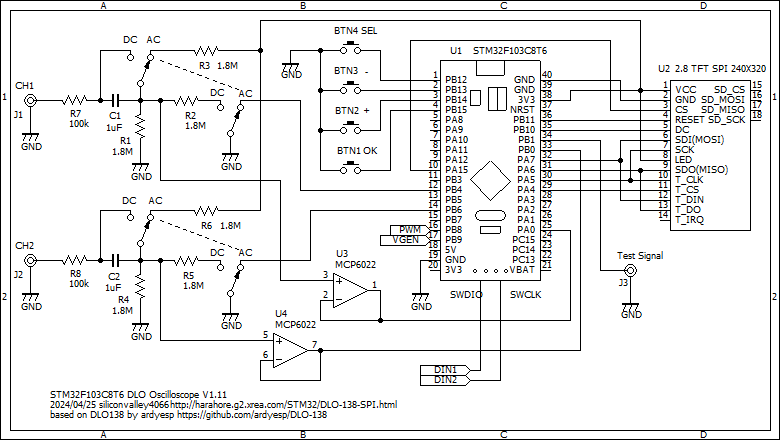 A B C D
BTN4 SEL
DC AC
R3 1.8M
GND
BTN3 -
BTN2 +
BTN1 OK
U1 STM32F103C8T6
U2 2.8 TFT SPI 240X320
CH1
J1
R7
100k
C1
1uF
R1
1.8M
GND
GND
DC AC
R2
1.8M
GND
1 PB12
2 PB13
3 PB14
4 PB15
5 PA8
6 PA9
7 PA10
8 PA11
9 PA12
10 PA15
11 PB3
12 PB4
13 PB5
14 PB6
15 PB7
16 PB8
17 PB9
18 5V
19 GND
20 3V3
GND 40
GND 39
3V3 38
NRST 37
PB11 36
PB10 35
PB1 34
PB0 33
PA7 32
PA6 31
PA5 30
PA4 29
PA3 28
PA2 27
PA1 26
PA0 25
PC15 24
PC14 23
PC13 22
VBAT 21
1 VCC SD_CS 15
2 GND SD_MOSI 16
3 CS SD_MISO 17
4 RESET SD_SCK 18
5 DC
6 SDI(MOSI)
7 SCK
8 LED
9 SDO(MISO)
10 T_CLK
11 T_CS
12 T_DIN
13 T_DO
14 T_IRQ
1 1
DC AC
R6 1.8M
CH2
J2
R8
100k
C2
1uF
R4
1.8M
GND
GND
DC AC
R5
1.8M
GND
PWM
VGEN
GND
SWDIO SWCLK
Test Signal
J3
GND
U3
MCP6022
3 +
2 -
1
U4
MCP6022
5 +
6 -
7
DIN1
DIN2
2 2
STM32F103C8T6 DLO Oscilloscope V1.11
2024/04/25 siliconvalley4066http://harahore.g2.xrea.com/STM32/DLO-138-SPI.html
based on DLO138 by ardyesp https://github.com/ardyesp/DLO-138
A B C D